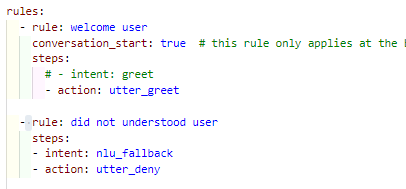 rules:
- rule: welcome user
conversation_start: true # this rule only applies at the
steps:
# - intent: greet
- action: utter_greet
- rule: did not understood user
steps:
- intent: nlu_fallback
- action: utter_deny